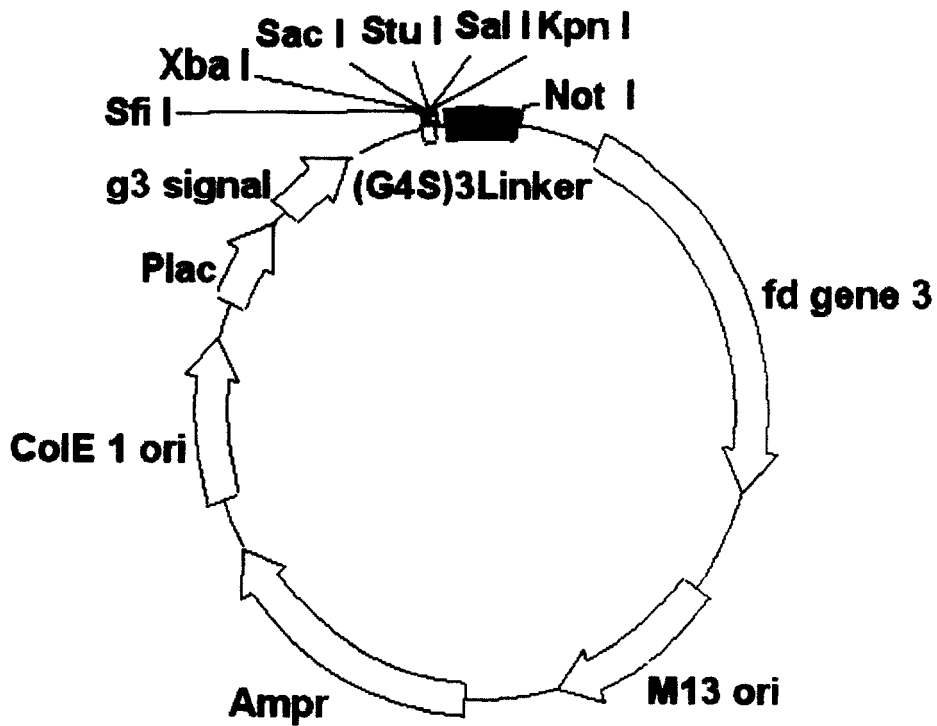 Sac I Stu I Sal I Kpn I
Xba I
Sfi I
Not I
g3 signal
(G4S)3Linker
Plac
fd gene 3
ColE 1 ori
M13 ori
Ampr